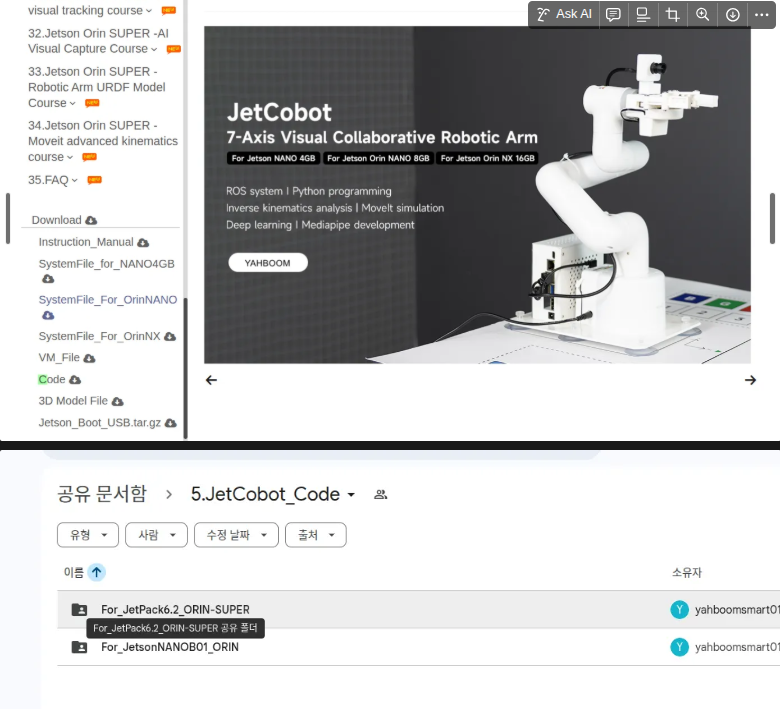 visual tracking course
32.Jetson Orin SUPER -AI
Visual Capture Course
33.Jetson Orin SUPER -
Robotic Arm URDF Model
Course
34.Jetson Orin SUPER -
Moveit advanced kinematics
course
35.FAQ
Download
Instruction_Manual
SystemFile_for_NANO4GB
SystemFile_For_OrinNANO
SystemFile_For_OrinNX
VM_File
Code
3D Model File
Jetson_Boot_USB.tar.gz
Ask AI
JetCobot
7-Axis Visual Collaborative Robotic Arm
For Jetson NANO 4GB For Jetson Orin NANO 8GB For Jetson Orin NX 16GB
ROS system | Python programming
Inverse kinematics analysis | MoveIt simulation
Deep learning | Mediapipe development
YAHBOOM
공유 문서함 > 5.JetCobot_Code
유형 사람 수정 날짜 출처
이름 소유자
For_JetPack6.2_ORIN-SUPER Y yahboomsmart01
For_JetPack6.2_ORIN-SUPER 공유 폴더
For_JetsonNANOB01_ORIN Y yahboomsmart01